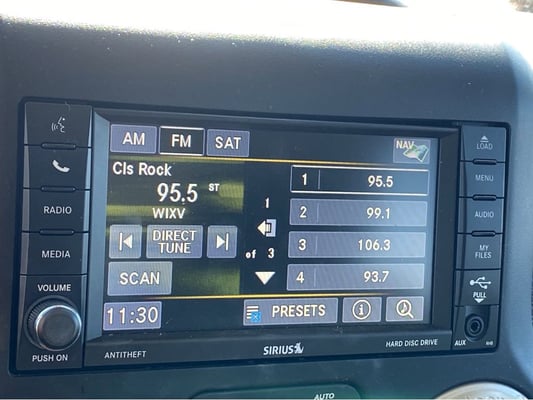 AM FM SAT NAV
Cls Rock
95.5 ST
WIXV
DIRECT
TUNE
SCAN
11:30
1
of 3
1 95.5
2 99.1
3 106.3
4 93.7
PRESETS
RADIO
MEDIA
VOLUME
PUSH ON
LOAD
MENU
AUDIO
MY
FILES
PULL
AUX
ANTITHEFT
SIRIUS
HARD DISC DRIVE
AUTO